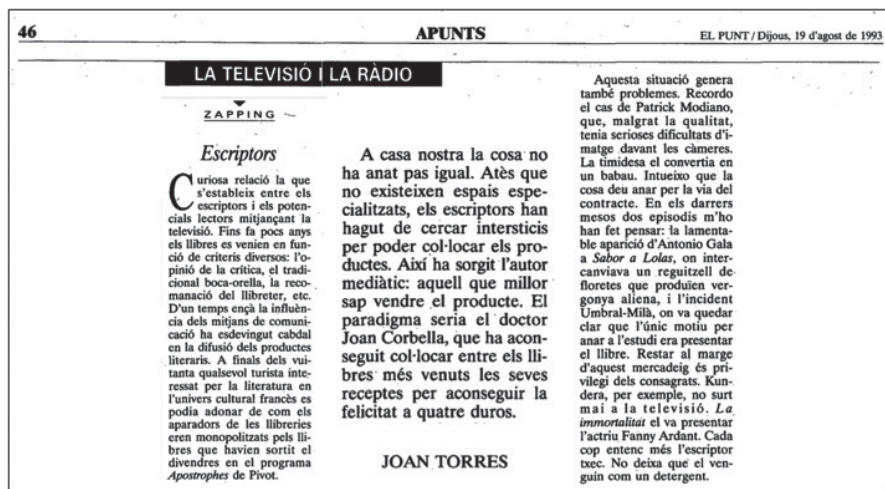 46
APUNTS
EL PUNT / Dijous, 19 d'agost de 1993
LA TELEVISIÓ I LA RÀDIO
ZAPPING
Escriptors
Curiosa relació la que
s'estableix entre els
escriptors i els poten-
cials lectors mitjançant la
televisió. Fins fa pocs anys
els llibres es venien en fun-
ció de criteris diversos: l'o-
pinió de la crítica, el tradi-
cional boca-orella, la reco-
manació del llibreter, etc.
D'un temps ençà la influèn-
cia dels mitjans de comuni-
cació ha esdevingut cabdal
en la difusió dels productes
literaris. A finals dels vui-
tanta qualsevol turista inte-
ressat per la literatura en
l'univers cultural francès es
podia adonar de com els
aparadors de les llibreries
eren monopolitzats pels lli-
bres que havien sortit el
divendres en el programa
Apostrophes de Pivot.
A casa nostra la cosa no
ha anat pas igual. Atès que
no existeixen espais espe-
cialitzats, els escriptors han
hagut de cercar intersticis
per poder col·locar els pro-
ductes. Així ha sorgit l'autor
mediàtic: aquell que millor
sap vendre el producte. El
paradigma seria el doctor
Joan Corbella, que ha acon-
seguit col·locar entre els lli-
bres més venuts les seves
receptes per aconseguir la
felicitat a quatre duros.
JOAN TORRES
Aquesta situació genera
també problemes. Recordo
el cas de Patrick Modiano,
que, malgrat la qualitat,
tenia serioses dificultats d'i-
matge davant les càmeres.
La timidesa el convertia en
un babau. Intueixo que la
cosa deu anar per la via del
contracte. En els darrers
mesos dos episodis m'ho
han fet pensar: la lamenta-
ble aparició d'Antonio Gala
a Sabor a Lolas, on inter-
canviava un reguitzell de
floretes que produïen ver-
gonya aliena, i l'incident
Umbral-Milà, on va quedar
clar que l'únic motiu per
anar a l'estudi era presentar
el llibre. Restar al marge
d'aquest mercadeig és pri-
vilegi dels consagrats. Kun-
dera, per exemple, no surt
mai a la televisió. La
immortalitat el va presentar
l'actriu Fanny Ardant. Cada
cop entenc més l'escriptor
txec. No deixa que el ven-
guin com un detergent.